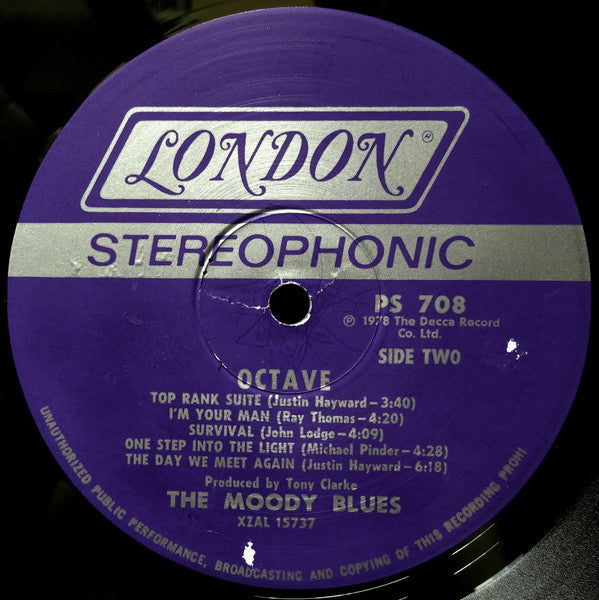 LONDON®
STEREOPHONIC
PS 708
℗ 1978 The Decca Record
Co. Ltd.
SIDE TWO
OCTAVE
TOP RANK SUITE (Justin Hayward-3:40)
I'M YOUR MAN (Ray Thomas-4:20)
SURVIVAL (John Lodge-4:09)
ONE STEP INTO THE LIGHT (Michael Pinder-4:28)
THE DAY WE MEET AGAIN (Justin Hayward-6:18)
Produced by Tony Clarke
THE MOODY BLUES
XZAL 15737
UNAUTHORIZED PUBLIC PERFORMANCE, BROADCASTING AND COPYING OF THIS RECORDING PROHI